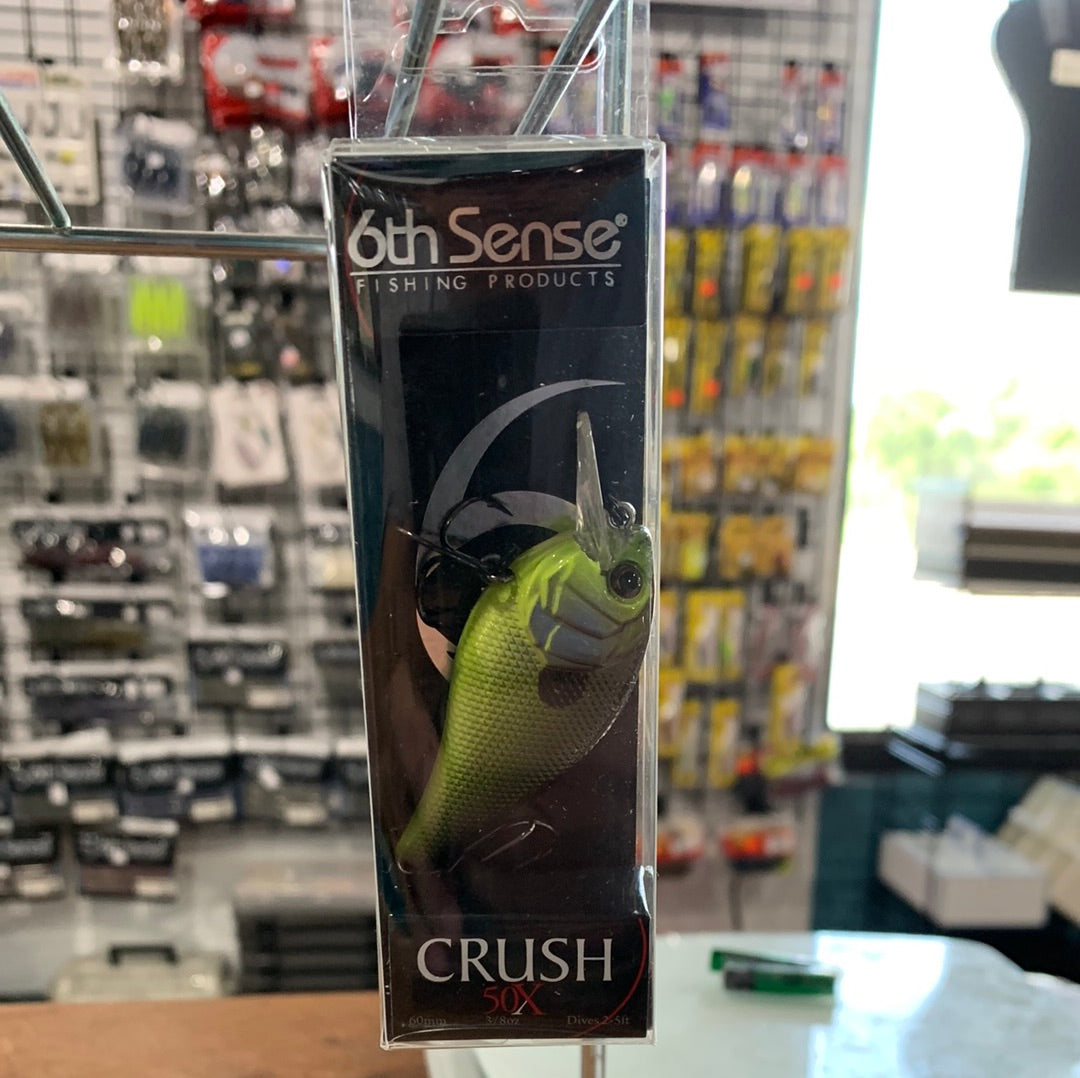 6th Sense®
FISHING PRODUCTS
CRUSH
50X
60mm 3/8oz Dives 2-5ft